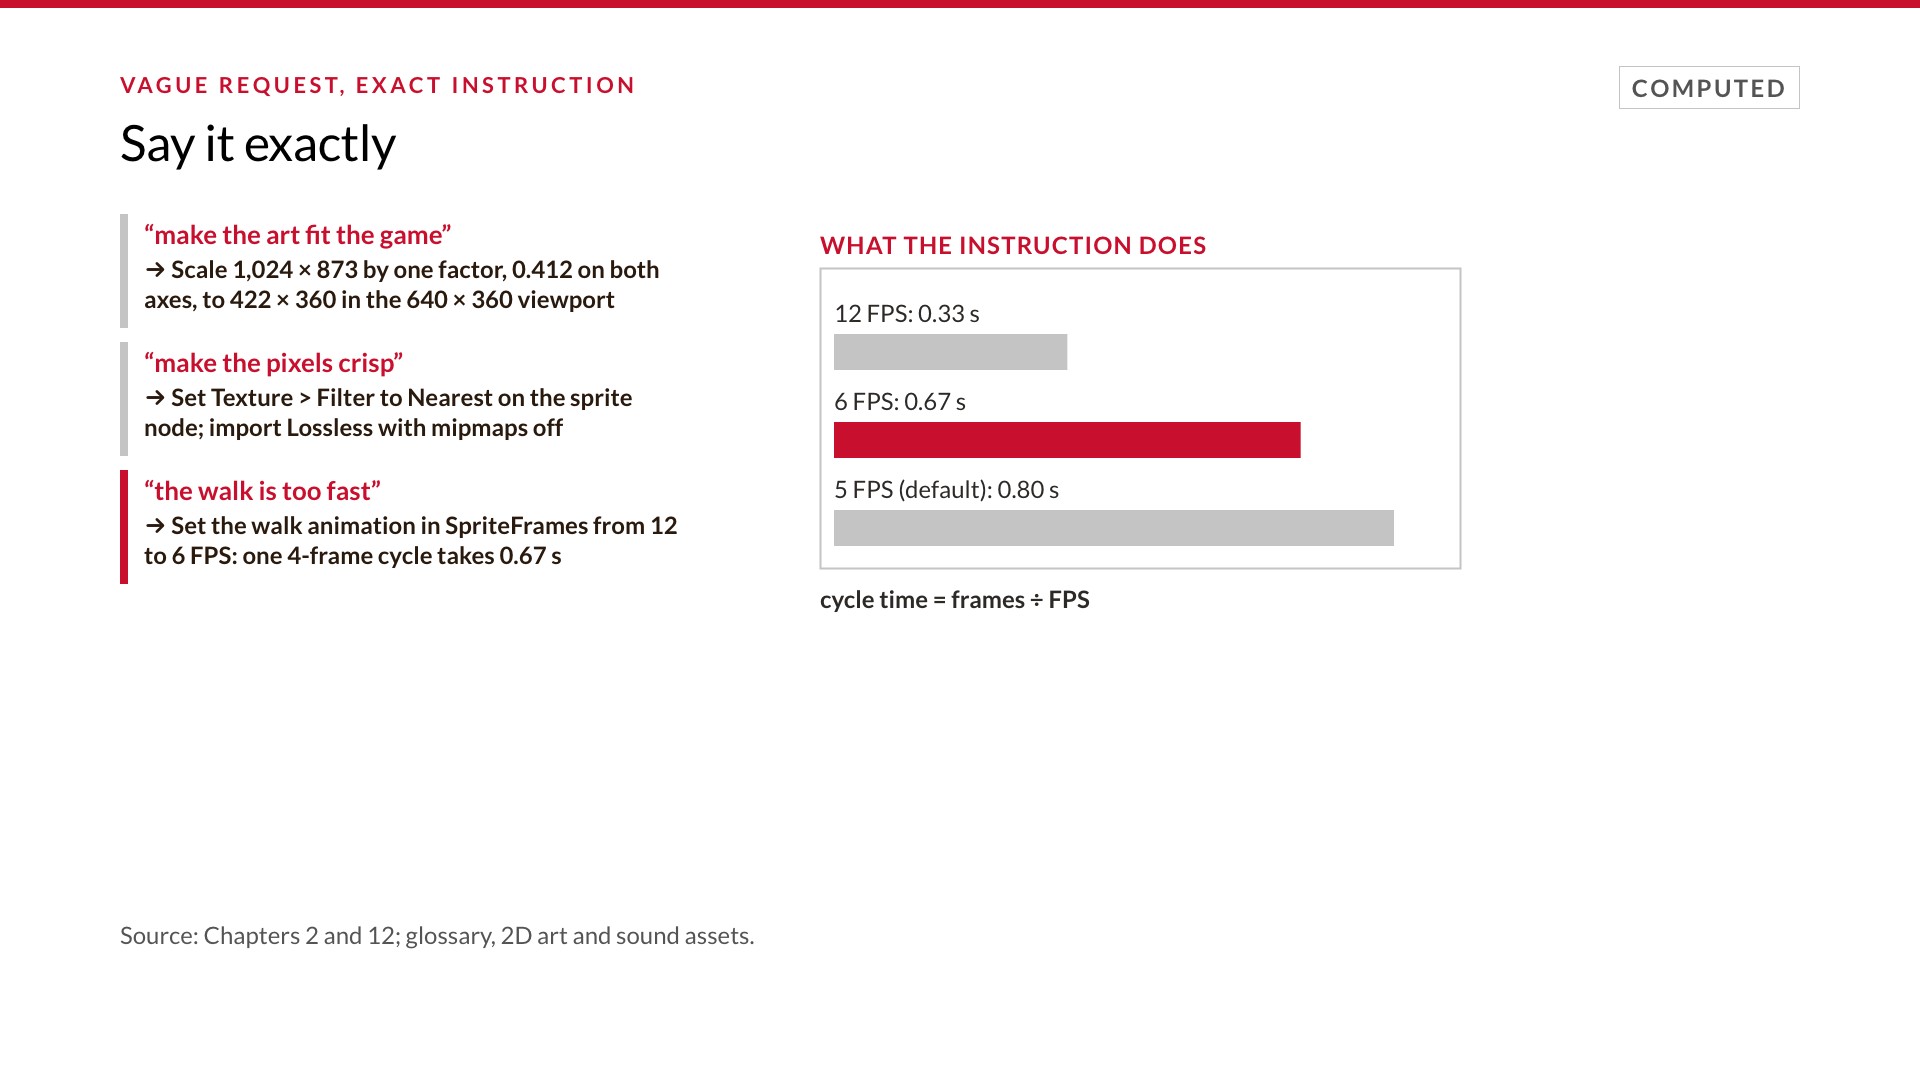 VAGUE REQUEST, EXACT INSTRUCTION
COMPUTED
Say it exactly
“make the art fit the game”
→ Scale 1,024 × 873 by one factor, 0.412 on both
axes, to 422 × 360 in the 640 × 360 viewport
“make the pixels crisp”
→ Set Texture > Filter to Nearest on the sprite
node; import Lossless with mipmaps off
“the walk is too fast”
→ Set the walk animation in SpriteFrames from 12
to 6 FPS: one 4-frame cycle takes 0.67 s
WHAT THE INSTRUCTION DOES
12 FPS: 0.33 s
6 FPS: 0.67 s
5 FPS (default): 0.80 s
cycle time = frames ÷ FPS
Source: Chapters 2 and 12; glossary, 2D art and sound assets.